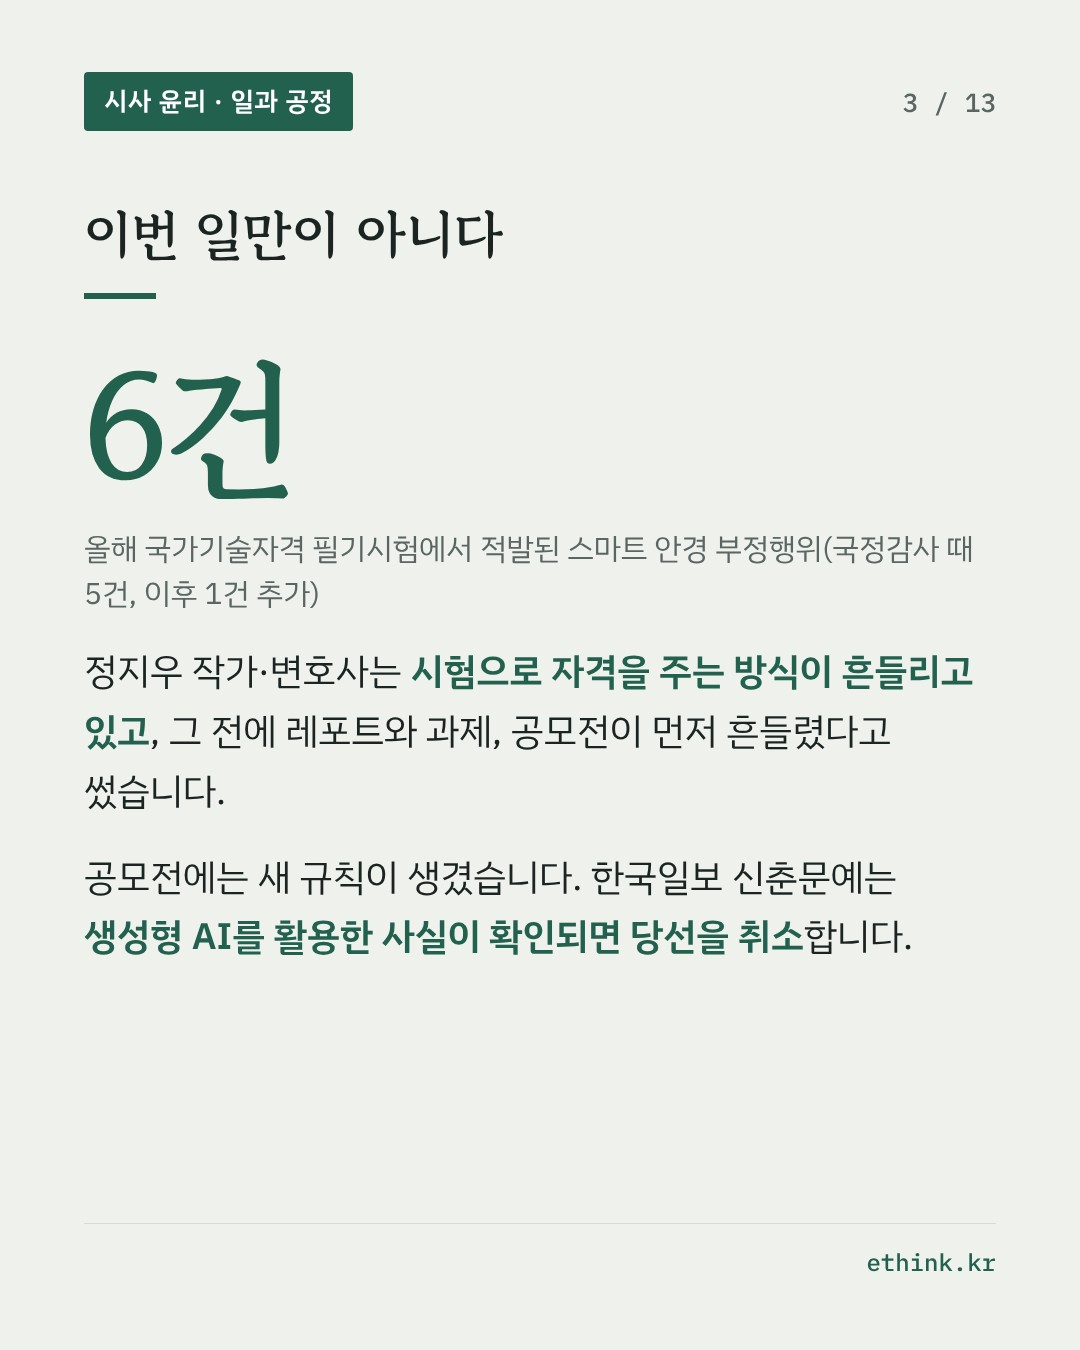 시사 윤리 · 일과 공정
3 / 13
이번 일만이 아니다
6건
올해 국가기술자격 필기시험에서 적발된 스마트 안경 부정행위(국정감사 때
5건, 이후 1건 추가)
정지우 작가·변호사는 시험으로 자격을 주는 방식이 흔들리고
있고, 그 전에 레포트와 과제, 공모전이 먼저 흔들렸다고
썼습니다.
공모전에는 새 규칙이 생겼습니다. 한국일보 신춘문예는
생성형 AI를 활용한 사실이 확인되면 당선을 취소합니다.
ethink.kr